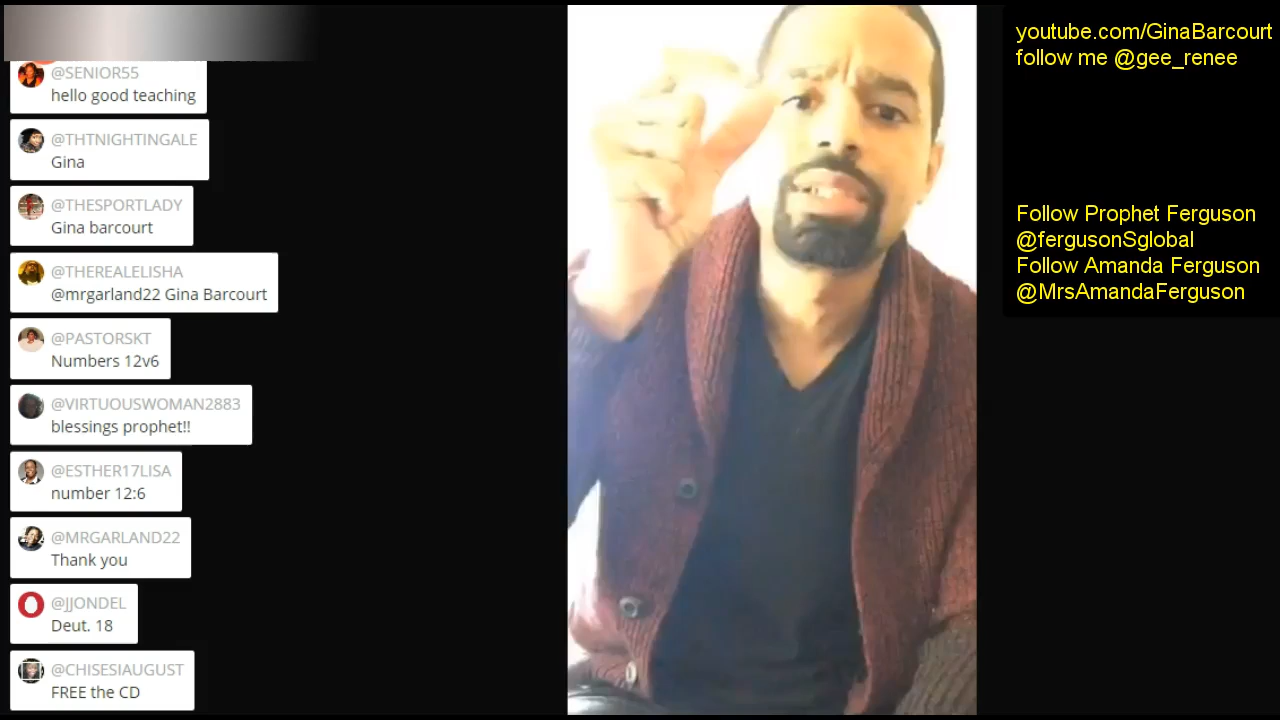 @SENIOR55
hello good teaching
@THTNIGHTINGALE
Gina
@THESPORTLADY
Gina barcourt
@THEREALELISHA
@mrgarland22 Gina Barcourt
@PASTORSKT
Numbers 12v6
@VIRTUOUSWOMAN2883
blessings prophet!!
@ESTHER17LISA
number 12:6
@MRGARLAND22
Thank you
@JJONDEL
Deut. 18
@CHISESIAUGUST
FREE the CD
youtube.com/GinaBarcourt
follow me @gee_renee
Follow Prophet Ferguson
@fergusonSglobal
Follow Amanda Ferguson
@MrsAmandaFerguson